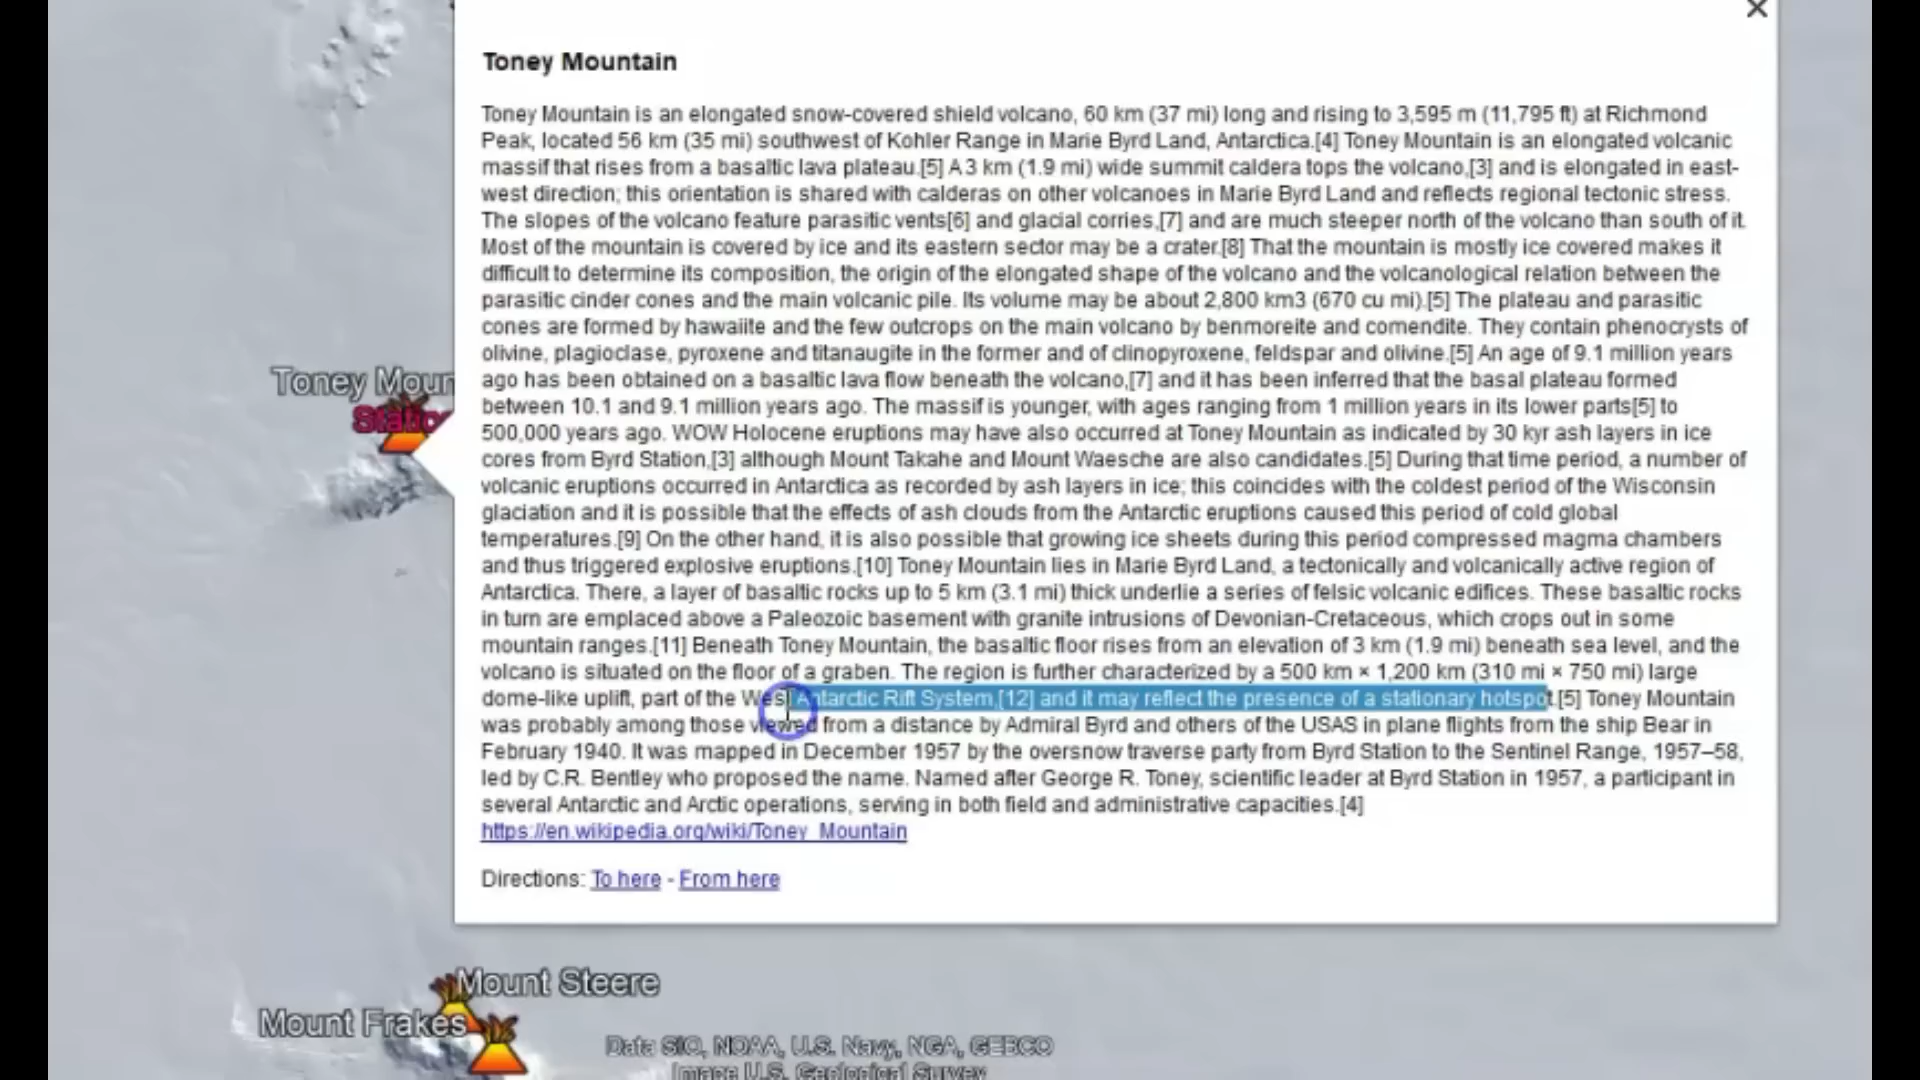 Toney Mountain
Toney Mountain is an elongated snow-covered shield volcano, 60 km (37 mi) long and rising to 3,595 m (11,795 ft) at Richmond
Peak, located 56 km (35 mi) southwest of Kohler Range in Marie Byrd Land, Antarctica.[4] Toney Mountain is an elongated volcanic
massif that rises from a basaltic lava plateau.[5] A 3 km (1.9 mi) wide summit caldera tops the volcano,[3] and is elongated in east-
west direction; this orientation is shared with calderas on other volcanoes in Marie Byrd Land and reflects regional tectonic stress.
The slopes of the volcano feature parasitic vents[6] and glacial corries,[7] and are much steeper north of the volcano than south of it.
Most of the mountain is covered by ice and its eastern sector may be a crater.[8] That the mountain is mostly ice covered makes it
difficult to determine its composition, the origin of the elongated shape of the volcano and the volcanological relation between the
parasitic cinder cones and the main volcanic pile. Its volume may be about 2,800 km3 (670 cu mi).[5] The plateau and parasitic
cones are formed by hawaiite and the few outcrops on the main volcano by benmoreite and comendite. They contain phenocrysts of
olivine, plagioclase, pyroxene and titanaugite in the former and of clinopyroxene, feldspar and olivine.[5] An age of 9.1 million years
ago has been obtained on a basaltic lava flow beneath the volcano,[7] and it has been inferred that the basal plateau formed
between 10.1 and 9.1 million years ago. The massif is younger, with ages ranging from 1 million years in its lower parts[5] to
500,000 years ago. WOW Holocene eruptions may have also occurred at Toney Mountain as indicated by 30 kyr ash layers in ice
cores from Byrd Station,[3] although Mount Takahe and Mount Waesche are also candidates.[5] During that time period, a number of
volcanic eruptions occurred in Antarctica as recorded by ash layers in ice; this coincides with the coldest period of the Wisconsin
glaciation and it is possible that the effects of ash clouds from the Antarctic eruptions caused this period of cold global
temperatures.[9] On the other hand, it is also possible that growing ice sheets during this period compressed magma chambers
and thus triggered explosive eruptions.[10] Toney Mountain lies in Marie Byrd Land, a tectonically and volcanically active region of
Antarctica. There, a layer of basaltic rocks up to 5 km (3.1 mi) thick underlie a series of felsic volcanic edifices. These basaltic rocks
in turn are emplaced above a Paleozoic basement with granite intrusions of Devonian-Cretaceous, which crops out in some
mountain ranges.[11] Beneath Toney Mountain, the basaltic floor rises from an elevation of 3 km (1.9 mi) beneath sea level, and the
volcano is situated on the floor of a graben. The region is further characterized by a 500 km × 1,200 km (310 mi × 750 mi) large
dome-like uplift, part of the West Antarctic Rift System,[12] and it may reflect the presence of a stationary hotspot.[5] Toney Mountain
was probably among those viewed from a distance by Admiral Byrd and others of the USAS in plane flights from the ship Bear in
February 1940. It was mapped in December 1957 by the oversnow traverse party from Byrd Station to the Sentinel Range, 1957–58,
led by C.R. Bentley who proposed the name. Named after George R. Toney, scientific leader at Byrd Station in 1957, a participant in
several Antarctic and Arctic operations, serving in both field and administrative capacities.[4]
https://en.wikipedia.org/wiki/Toney_Mountain
Directions: To here - From here
Toney Moun
Statio
Mount Steere
Mount Frakes
Data SIO, NOAA, U.S. Navy, NGA, GEBCO
Image U.S. Geological Survey